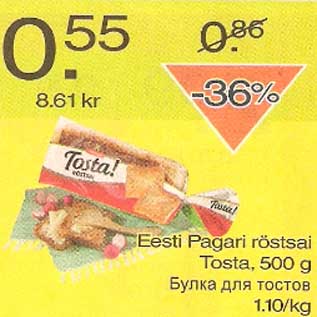 0.55
0.86
8.61 kr
-36%
Tosta!
RÖSTSAI
Tosta!
Eesti Pagari röstsai
Tosta, 500 g
Булка для тостов
1.10/kg